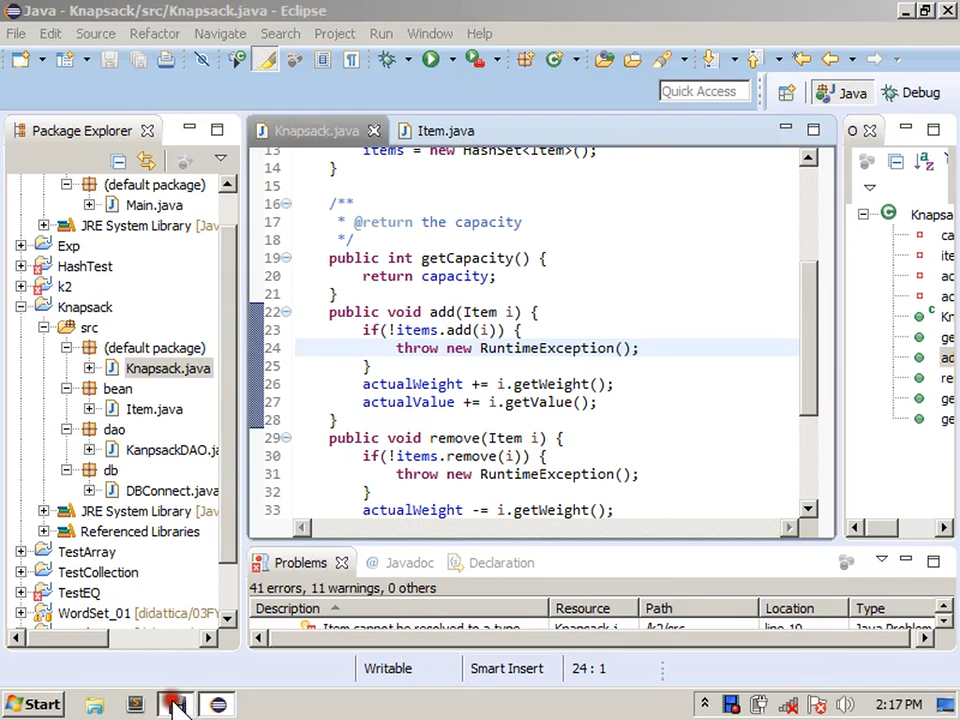 Java - Knapsack/src/Knapsack.java - Eclipse
File Edit Source Refactor Navigate Search Project Run Window Help
Quick Access Java Debug
Package Explorer
Knapsack.java Item.java O
(default package)
Main.java
JRE System Library [Jav
Exp
HashTest
k2
Knapsack
src
(default package)
Knapsack.java
bean
Item.java
dao
KanpsackDAO.ja
db
DBConnect.java
JRE System Library [Jav
Referenced Libraries
TestArray
TestCollection
TestEQ
WordSet_01 [didattica/03FY
13 items = new HashSet<Item>();
14 }
15
16 /**
17 * @return the capacity
18 */
19 public int getCapacity() {
20 return capacity;
21 }
22 public void add(Item i) {
23 if(!items.add(i)) {
24 throw new RuntimeException();
25 }
26 actualWeight += i.getWeight();
27 actualValue += i.getValue();
28 }
29 public void remove(Item i) {
30 if(!items.remove(i)) {
31 throw new RuntimeException();
32 }
33 actualWeight -= i.getWeight();
Knapsa
ca
ite
ac
ac
Kn
ge
ad
re
ge
ge
Problems @ Javadoc Declaration
41 errors, 11 warnings, 0 others
Description Resource Path Location Type
Item cannot be resolved to a type Knapsack.j /k2/src line 19 Java Problem
Writable Smart Insert 24 : 1
Start 2:17 PM